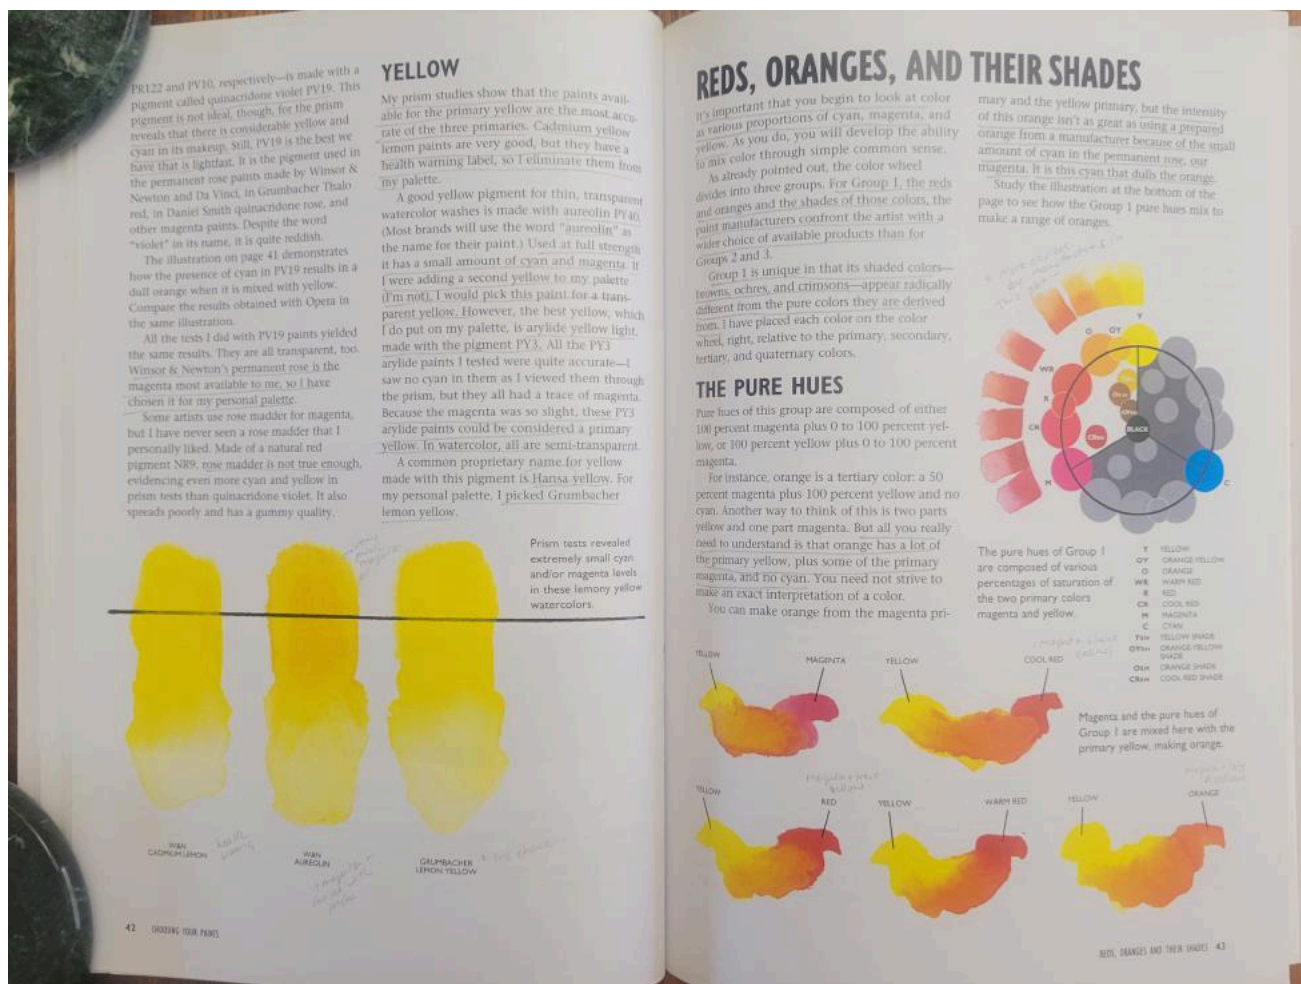 PR122 and PV10, respectively—is made with a
pigment called quinacridone violet PV19. This
pigment is not ideal, though, for the prism
reveals that there is considerable yellow and
cyan in its makeup. Still, PV19 is the best we
have that is lightfast. It is the pigment used in
the permanent rose paints made by Winsor &
Newton and Da Vinci, in Grumbacher Thalo
red, in Daniel Smith quinacridone rose, and
other magenta paints. Despite the word
"violet" in its name, it is quite reddish.
The illustration on page 41 demonstrates
how the presence of cyan in PV19 results in a
dull orange when it is mixed with yellow.
Compare the results obtained with Opera in
the same illustration.
All the tests I did with PV19 paints yielded
the same results. They are all transparent, too.
Winsor & Newton's permanent rose is the
magenta most available to me, so I have
chosen it for my personal palette.
Some artists use rose madder for magenta,
but I have never seen a rose madder that I
personally liked. Made of a natural red
pigment NR9, rose madder is not true enough,
evidencing even more cyan and yellow in
prism tests than quinacridone violet. It also
spreads poorly and has a gummy quality.
YELLOW
My prism studies show that the paints avail-
able for the primary yellow are the most accu-
rate of the three primaries. Cadmium yellow
lemon paints are very good, but they have a
health warning label, so I eliminate them from
my palette.
A good yellow pigment for thin, transparent
watercolor washes is made with aureolin PY40.
(Most brands will use the word "aureolin" as
the name for their paint.) Used at full strength
it has a small amount of cyan and magenta. If
I were adding a second yellow to my palette
(I'm not), I would pick this paint for a trans-
parent yellow. However, the best yellow, which
I do put on my palette, is arylide yellow light,
made with the pigment PY3. All the PY3
arylide paints I tested were quite accurate—I
saw no cyan in them as I viewed them through
the prism, but they all had a trace of magenta.
Because the magenta was so slight, these PY3
arylide paints could be considered a primary
yellow. In watercolor, all are semi-transparent.
A common proprietary name for yellow
made with this pigment is Hansa yellow. For
my personal palette, I picked Grumbacher
lemon yellow.
Prism tests revealed
extremely small cyan
and/or magenta levels
in these lemony yellow
watercolors.
W&N
CADMIUM LEMON
health
warning
W&N
AUREOLIN
GRUMBACHER
LEMON YELLOW
42 CHOOSING YOUR PAINTS
REDS, ORANGES, AND THEIR SHADES
It's important that you begin to look at color
as various proportions of cyan, magenta, and
yellow. As you do, you will develop the ability
to mix color through simple common sense.
As already pointed out, the color wheel
divides into three groups. For Group 1, the reds
and oranges and the shades of those colors, the
paint manufacturers confront the artist with a
wider choice of available products than for
Groups 2 and 3.
Group 1 is unique in that its shaded colors—
browns, ochres, and crimsons—appear radically
different from the pure colors they are derived
from. I have placed each color on the color
wheel, right, relative to the primary, secondary,
tertiary, and quaternary colors.
THE PURE HUES
Pure hues of this group are composed of either
100 percent magenta plus 0 to 100 percent yel-
low, or 100 percent yellow plus 0 to 100 percent
magenta.
For instance, orange is a tertiary color: a 50
percent magenta plus 100 percent yellow and no
cyan. Another way to think of this is two parts
yellow and one part magenta. But all you really
need to understand is that orange has a lot of
the primary yellow, plus some of the primary
magenta, and no cyan. You need not strive to
make an exact interpretation of a color.
You can make orange from the magenta pri-
mary and the yellow primary, but the intensity
of this orange isn't as great as using a prepared
orange from a manufacturer because of the small
amount of cyan in the permanent rose, our
magenta. It is this cyan that dulls the orange.
Study the illustration at the bottom of the
page to see how the Group 1 pure hues mix to
make a range of oranges.
Y
OY
O
WR
R
CR
M
C
BLACK
CRSH
The pure hues of Group 1
are composed of various
percentages of saturation of
the two primary colors
magenta and yellow.
Y YELLOW
OY ORANGE-YELLOW
O ORANGE
WR WARM RED
R RED
CR COOL RED
M MAGENTA
C CYAN
YSH YELLOW SHADE
OYSH ORANGE-YELLOW
SHADE
OSH ORANGE SHADE
CRSH COOL RED SHADE
YELLOW
MAGENTA
YELLOW
COOL RED
Magenta and the pure hues of
Group 1 are mixed here with the
primary yellow, making orange.
YELLOW
RED
YELLOW
WARM RED
YELLOW
ORANGE
REDS, ORANGES AND THEIR SHADES 43